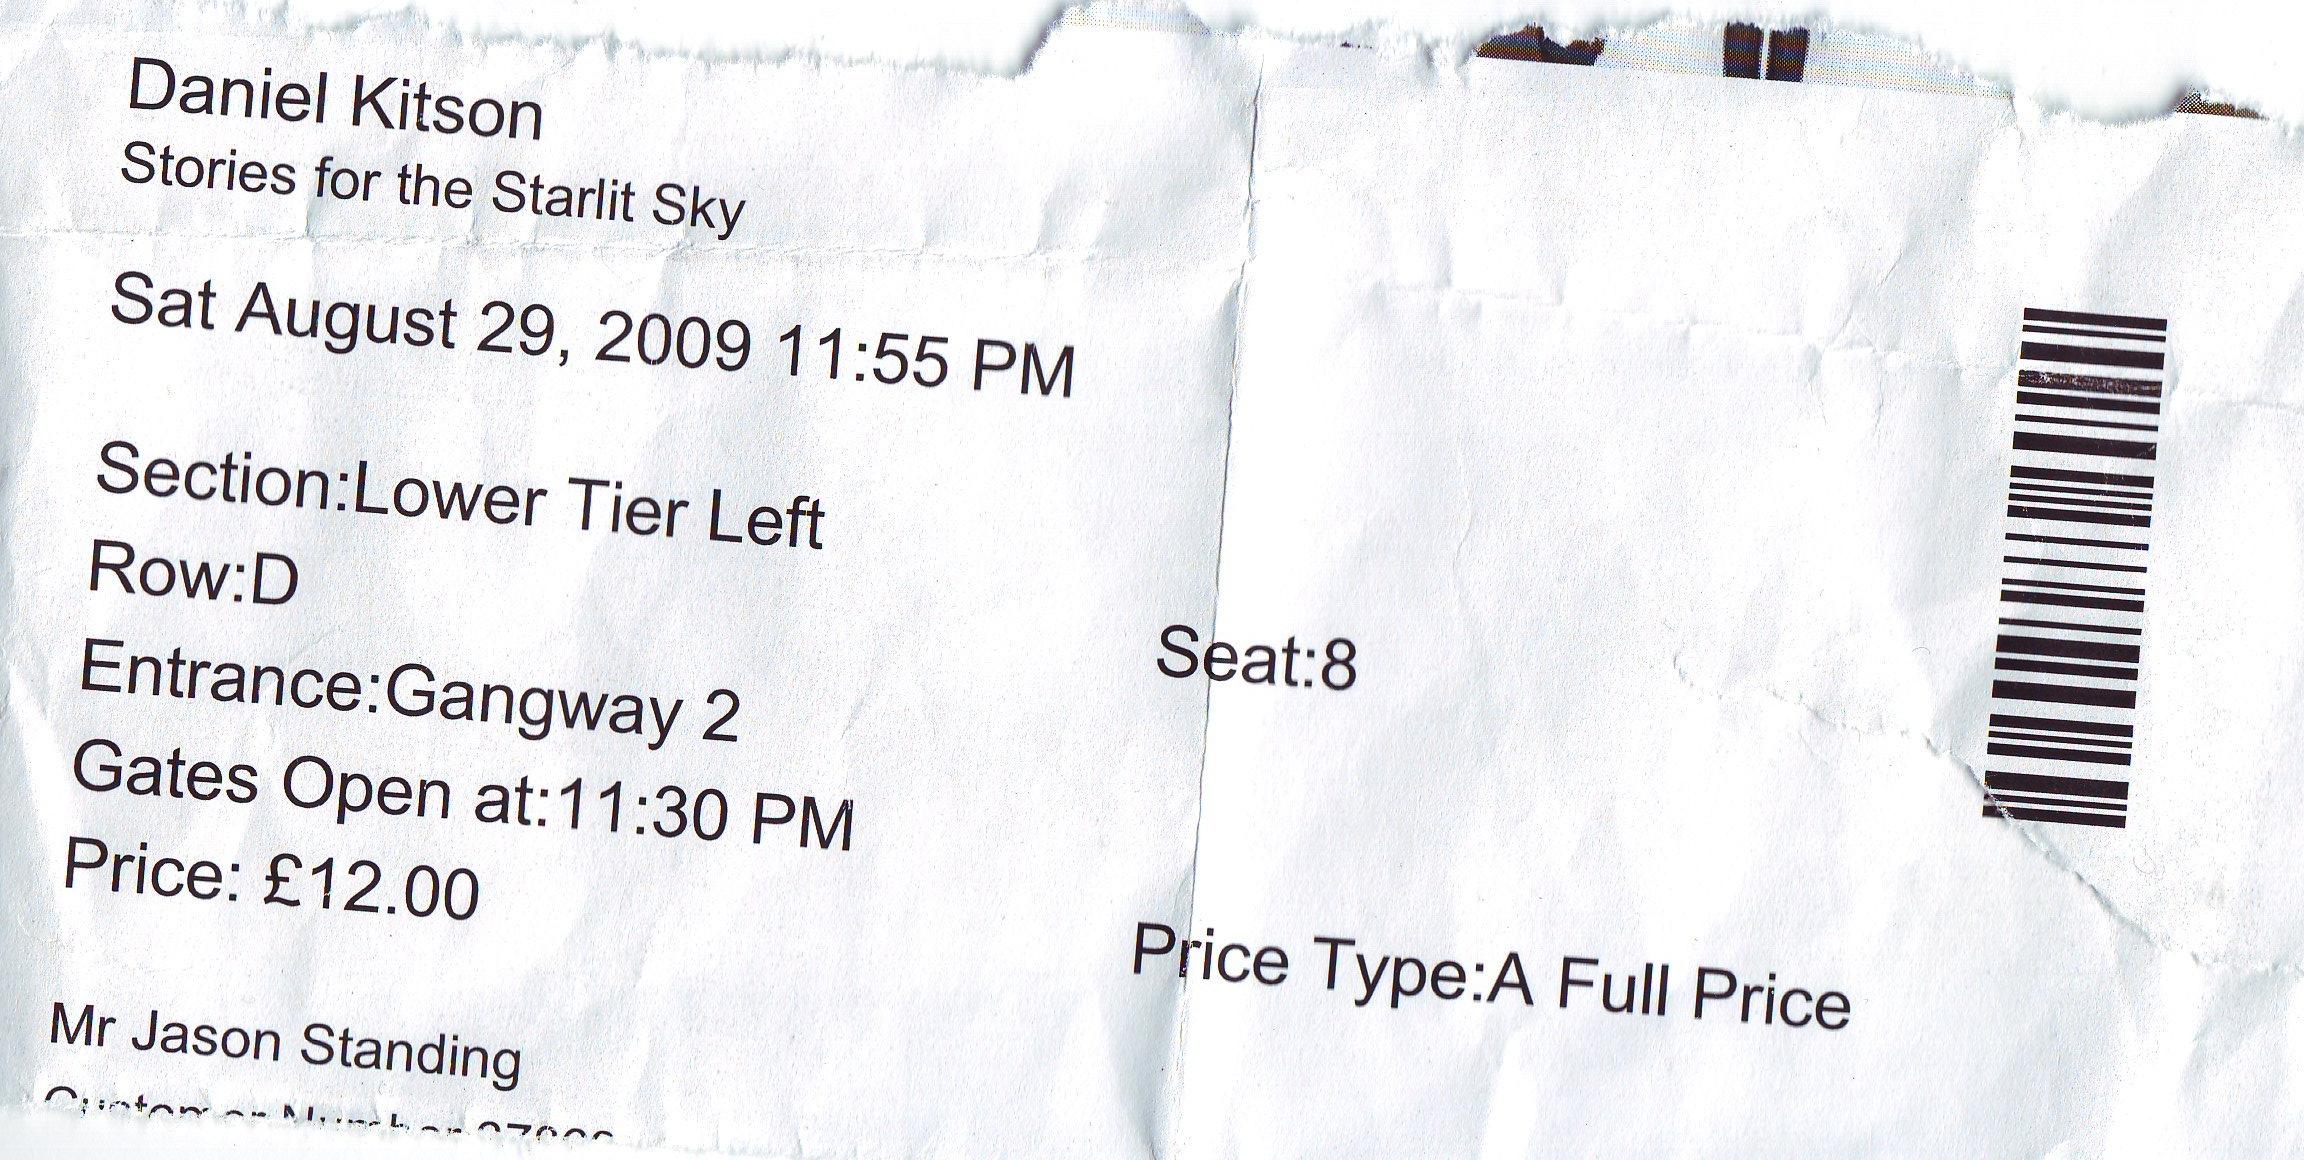 Daniel Kitson
Stories for the Starlit Sky
Sat August 29, 2009 11:55 PM
Section:Lower Tier Left
Row:D
Seat:8
Entrance:Gangway 2
Gates Open at:11:30 PM
Price: £12.00
Price Type:A Full Price
Mr Jason Standing
Customer Number